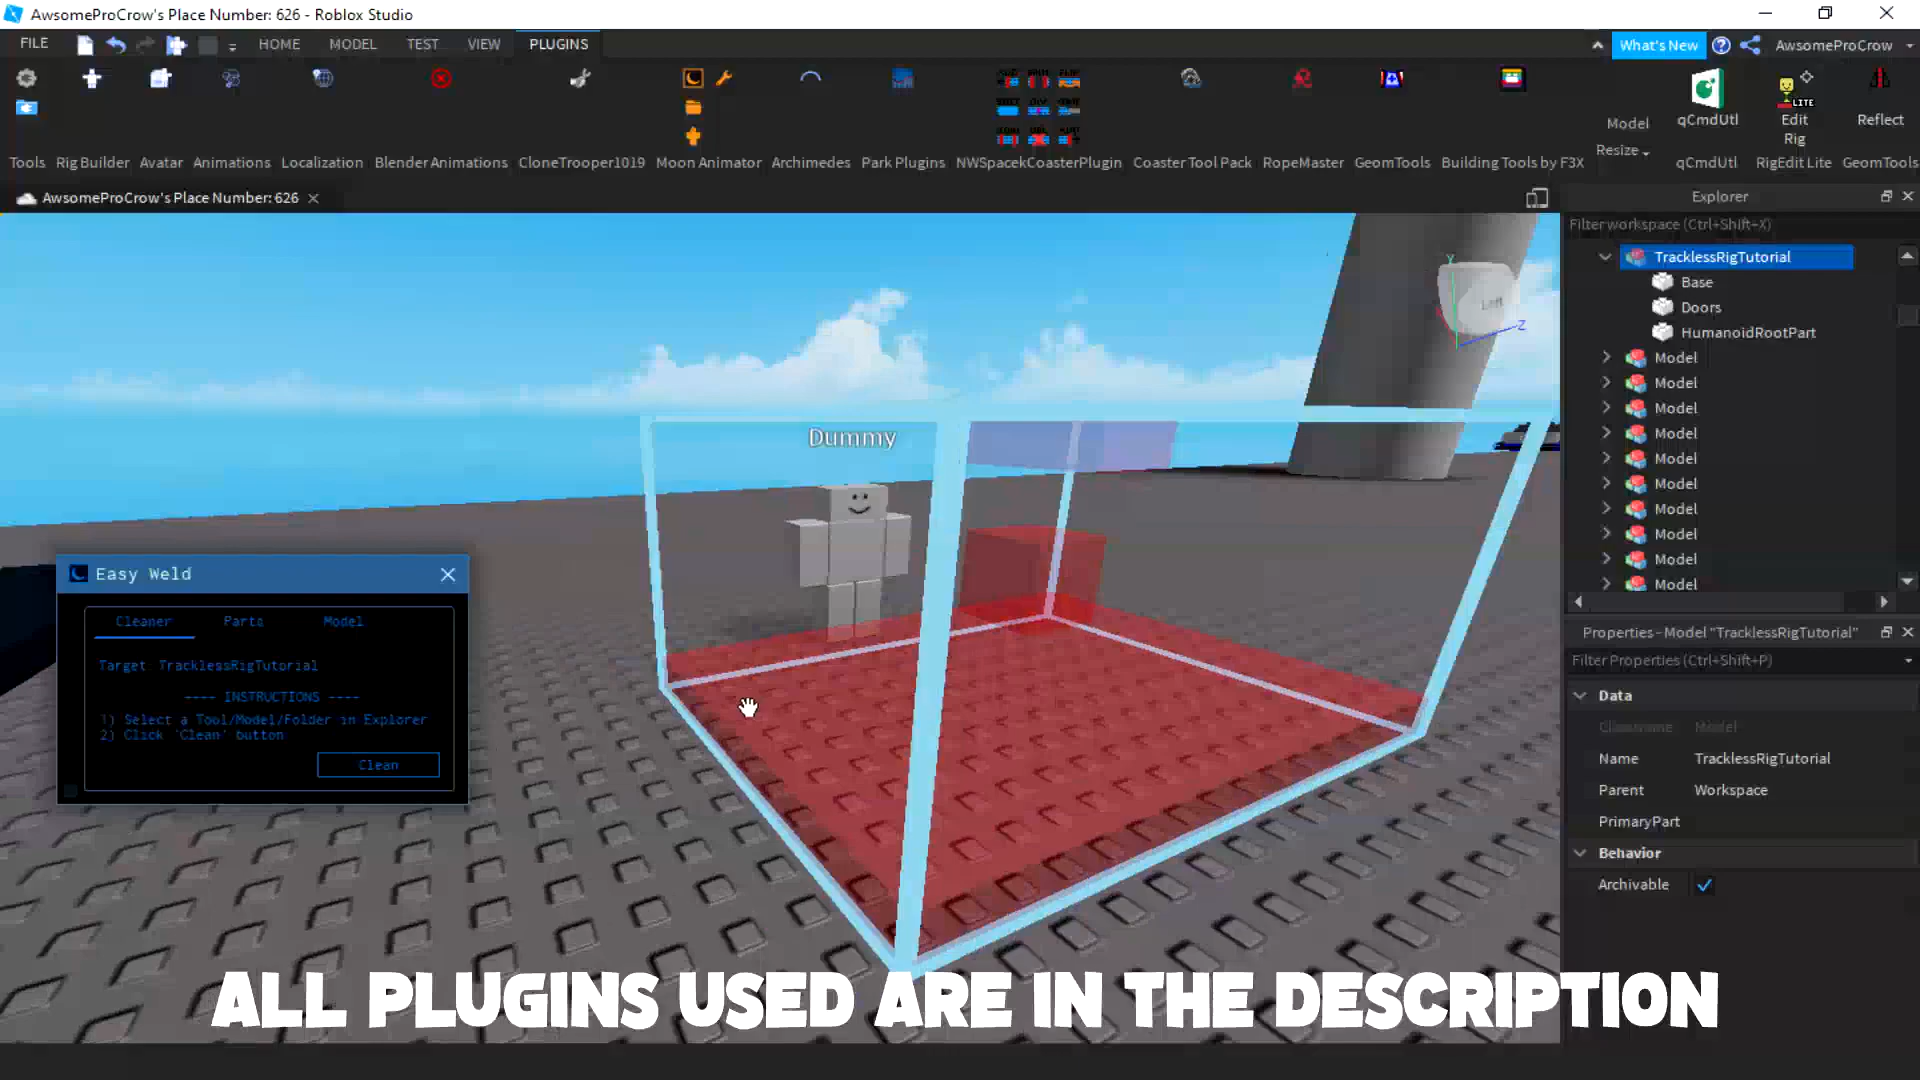 AwsomeProCrow's Place Number: 626 - Roblox Studio
FILE HOME MODEL TEST VIEW PLUGINS What's New AwsomeProCrow
LITE
Model qCmdUtl Edit Reflect
Resize Rig
Tools Rig Builder Avatar Animations Localization Blender Animations CloneTrooper1019 Moon Animator Archimedes Park Plugins NWSpacekCoasterPlugin Coaster Tool Pack RopeMaster GeomTools Building Tools by F3X qCmdUtl RigEdit Lite GeomTools
AwsomeProCrow's Place Number: 626
Explorer
Filter workspace (Ctrl+Shift+X)
TracklessRigTutorial
Base
Doors
HumanoidRootPart
Model
Model
Model
Model
Model
Model
Model
Model
Model
Model
Y
Left
Z
Dummy
Easy Weld
Cleaner Parts Model
Target: TracklessRigTutorial
---- INSTRUCTIONS ----
1) Select a Tool/Model/Folder in Explorer
2) Click 'Clean' button
Clean
Properties - Model "TracklessRigTutorial"
Filter Properties (Ctrl+Shift+P)
Data
ClassName Model
Name TracklessRigTutorial
Parent Workspace
PrimaryPart
Behavior
Archivable
ALL PLUGINS USED ARE IN THE DESCRIPTION